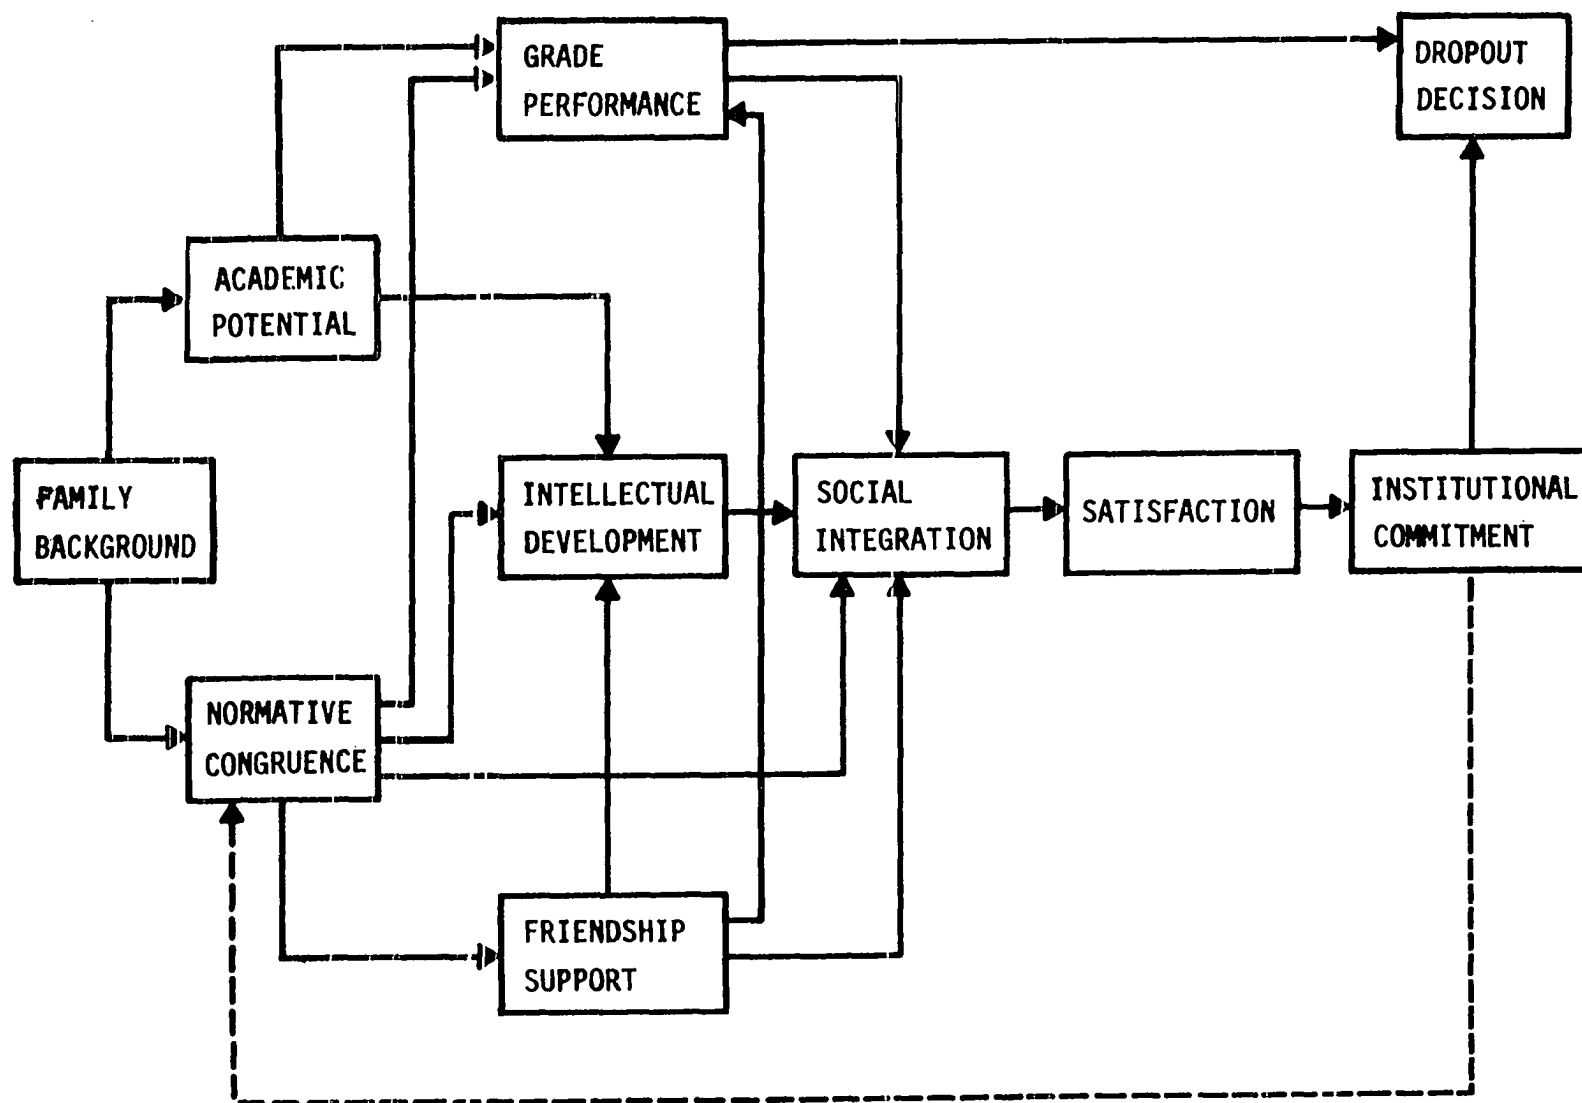 GRADE
PERFORMANCE
DROPOUT
DECISION
ACADEMIC
POTENTIAL
FAMILY
BACKGROUND
INTELLECTUAL
DEVELOPMENT
SOCIAL
INTEGRATION
SATISFACTION
INSTITUTIONAL
COMMITMENT
NORMATIVE
CONGRUENCE
FRIENDSHIP
SUPPORT